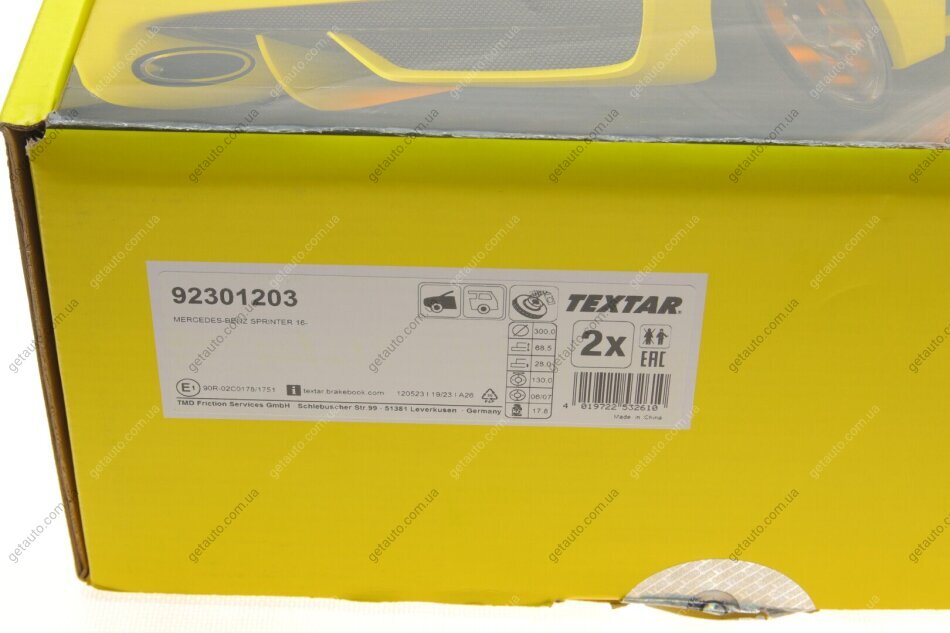 92301203
MERCEDES-BENZ SPRINTER 16-
TEXTAR
2x
EAC
300.0
68.5
28.0
130.0
06/07
17.8
E1 90R-02C0178/1751 i textar.brakebook.com 120523 | 19/23 | A26
TMD Friction Services GmbH Schlebuscher Str.99 - 51381 Leverkusen - Germany
4 019722 532610
Made in China
getauto.com.ua